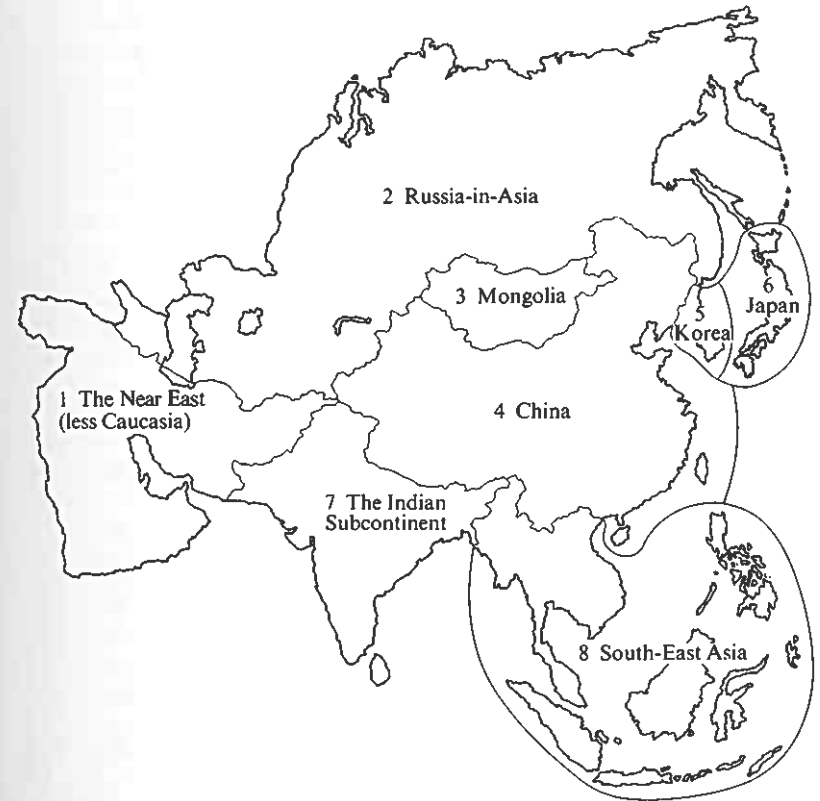 2 Russia-in-Asia
3 Mongolia
6
Japan
5
Korea
1 The Near East
(less Caucasia)
4 China
7 The Indian
Subcontinent
8 South-East Asia